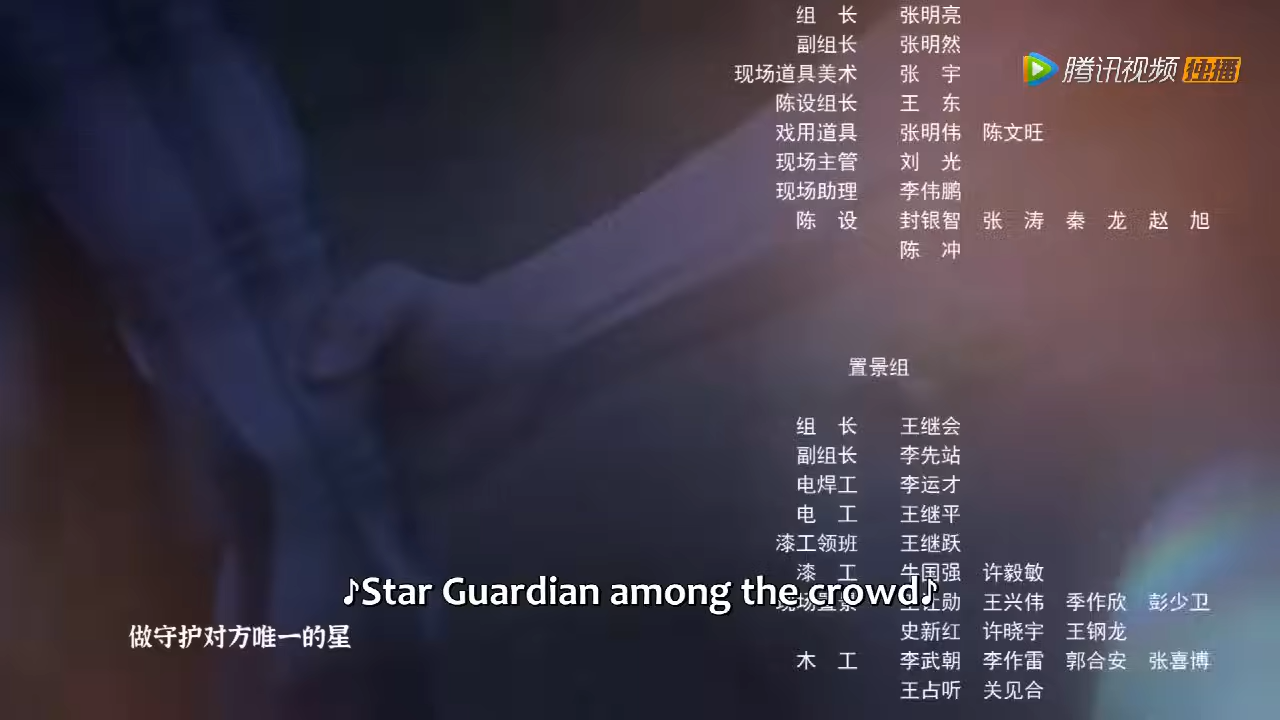 组 长 张明亮
副组长 张明然
现场道具美术 张 宇
腾讯视频 独播
陈设组长 王 东
戏用道具 张明伟 陈文旺
现场主管 刘 光
现场助理 李伟鹏
陈 设 封银智 张 涛 秦 龙 赵 旭
陈 冲
置景组
组 长 王继会
副组长 李先站
电焊工 李运才
电 工 王继平
漆工领班 王继跃
漆 工 牛国强 许毅敏
♪Star Guardian among the crowd♪
现场置景 王兴伟 季作欣 彭少卫
做守护对方唯一的星
史新红 许晓宇 王钢龙
木 工 李武朝 李作雷 郭合安 张喜博
王占听 关见合